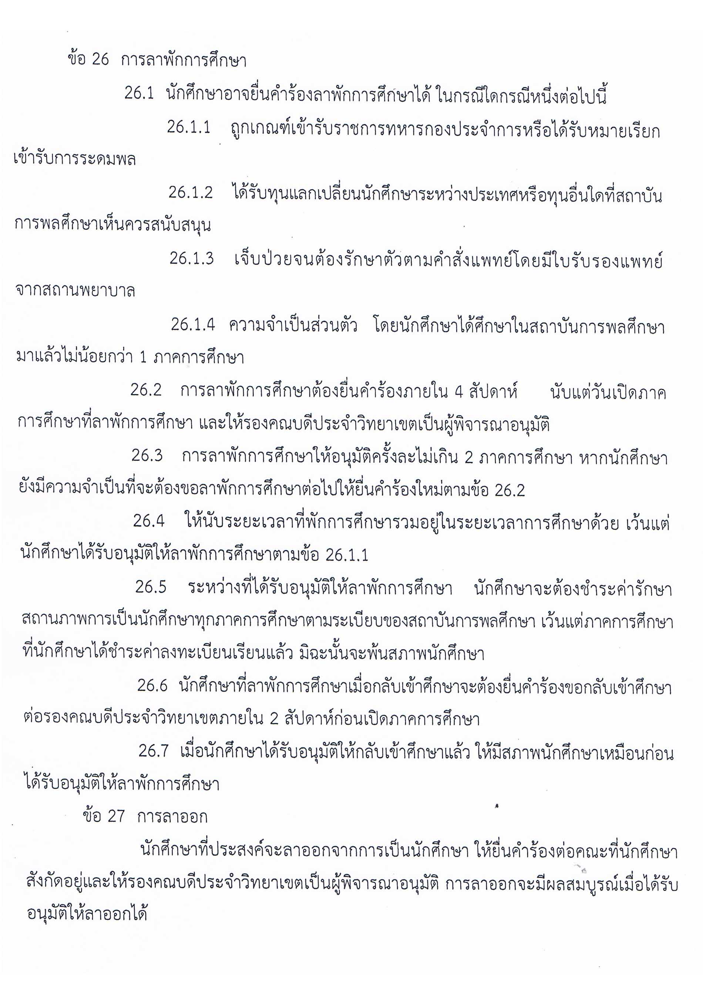 ข้อ 26 การลาพักการศึกษา
26.1 นักศึกษาอาจยื่นคำร้องลาพักการศึกษาได้ ในกรณีใดกรณีหนึ่งต่อไปนี้
26.1.1 ถูกเกณฑ์เข้ารับราชการทหารกองประจำการหรือได้รับหมายเรียก
เข้ารับการระดมพล
26.1.2 ได้รับทุนแลกเปลี่ยนนักศึกษาระหว่างประเทศหรือทุนอื่นใดที่สถาบัน
การพลศึกษาเห็นควรสนับสนุน
26.1.3 เจ็บป่วยจนต้องรักษาตัวตามคำสั่งแพทย์โดยมีใบรับรองแพทย์
จากสถานพยาบาล
26.1.4 ความจำเป็นส่วนตัว โดยนักศึกษาได้ศึกษาในสถาบันการพลศึกษา
มาแล้วไม่น้อยกว่า 1 ภาคการศึกษา
26.2 การลาพักการศึกษาต้องยื่นคำร้องภายใน 4 สัปดาห์ นับแต่วันเปิดภาค
การศึกษาที่ลาพักการศึกษา และให้รองคณบดีประจำวิทยาเขตเป็นผู้พิจารณาอนุมัติ
26.3 การลาพักการศึกษาให้อนุมัติครั้งละไม่เกิน 2 ภาคการศึกษา หากนักศึกษา
ยังมีความจำเป็นที่จะต้องขอลาพักการศึกษาต่อไปให้ยื่นคำร้องใหม่ตามข้อ 26.2
26.4 ให้นับระยะเวลาที่พักการศึกษารวมอยู่ในระยะเวลาการศึกษาด้วย เว้นแต่
นักศึกษาได้รับอนุมัติให้ลาพักการศึกษาตามข้อ 26.1.1
26.5 ระหว่างที่ได้รับอนุมัติให้ลาพักการศึกษา นักศึกษาจะต้องชำระค่ารักษา
สถานภาพการเป็นนักศึกษาทุกภาคการศึกษาตามระเบียบของสถาบันการพลศึกษา เว้นแต่ภาคการศึกษา
ที่นักศึกษาได้ชำระค่าลงทะเบียนเรียนแล้ว มิฉะนั้นจะพ้นสภาพนักศึกษา
26.6 นักศึกษาที่ลาพักการศึกษาเมื่อกลับเข้าศึกษาจะต้องยื่นคำร้องขอกลับเข้าศึกษา
ต่อรองคณบดีประจำวิทยาเขตภายใน 2 สัปดาห์ก่อนเปิดภาคการศึกษา
26.7 เมื่อนักศึกษาได้รับอนุมัติให้กลับเข้าศึกษาแล้ว ให้มีสภาพนักศึกษาเหมือนก่อน
ได้รับอนุมัติให้ลาพักการศึกษา
ข้อ 27 การลาออก
นักศึกษาที่ประสงค์จะลาออกจากการเป็นนักศึกษา ให้ยื่นคำร้องต่อคณะที่นักศึกษา
สังกัดอยู่และให้รองคณบดีประจำวิทยาเขตเป็นผู้พิจารณาอนุมัติ การลาออกจะมีผลสมบูรณ์เมื่อได้รับ
อนุมัติให้ลาออกได้